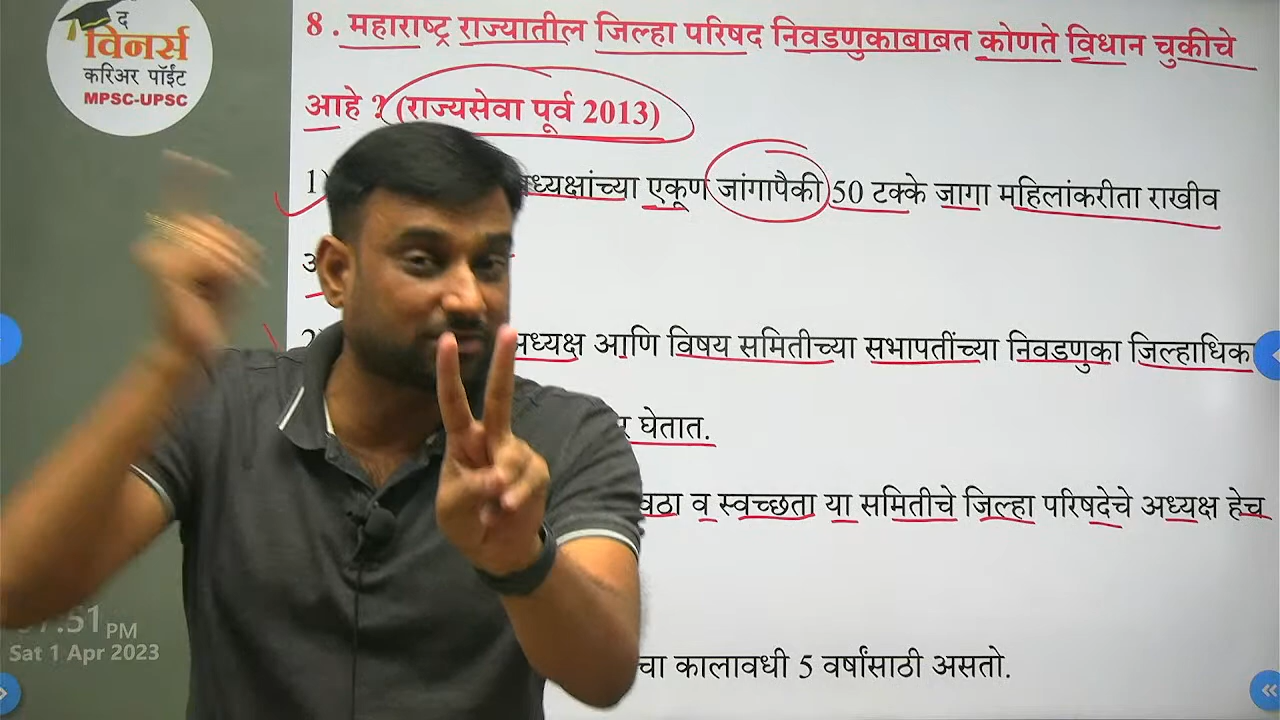 द
विनर्स
करिअर पॉईंट
MPSC-UPSC
8 . महाराष्ट्र राज्यातील जिल्हा परिषद निवडणुकाबाबत कोणते विधान चुकीचे
आहे ? (राज्यसेवा पूर्व 2013)
1) ध्यक्षांच्या एकूण जांगापैकी 50 टक्के जागा महिलांकरीता राखीव
2) अध्यक्ष आणि विषय समितीच्या सभापतींच्या निवडणुका जिल्हाधिका
घेतात.
वठा व स्वच्छता या समितीचे जिल्हा परिषदेचे अध्यक्ष हेच
चा कालावधी 5 वर्षांसाठी असतो.
:51 PM
Sat 1 Apr 2023